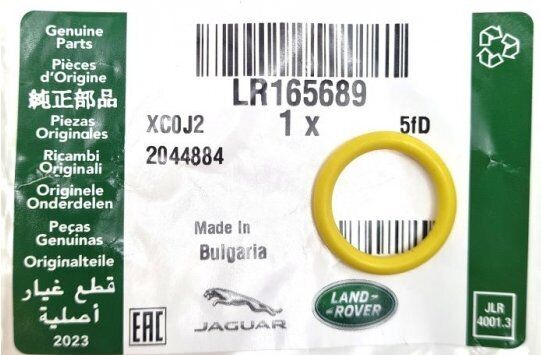 Genuine
Parts
Pièces
d'Origine
純正部品
Piezas
Originales
Ricambi
Originali
Originele
Onderdelen
Peças
Genuinas
Originalteile
قطع غيار
أصلية
2023
LR165689
XC0J2 1 x 5fD
2044884
Made In
Bulgaria
EAC
JAGUAR
LAND-
ROVER
JLR
4001.3